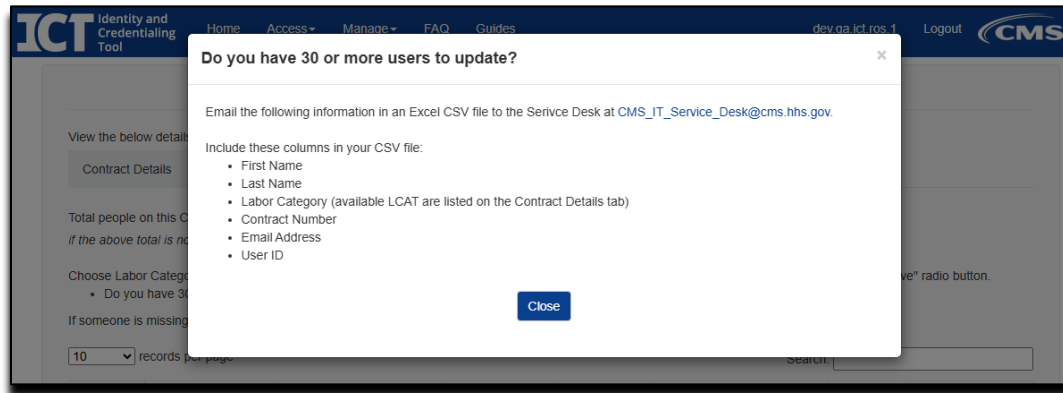 ICT Identity and
Credentialing
Tool
Home Access Manage FAQ Guides dev.qa.ict.ros.1 Logout CMS
Do you have 30 or more users to update? ×
Email the following information in an Excel CSV file to the Serivce Desk at CMS_IT_Service_Desk@cms.hhs.gov.
View the below details
Include these columns in your CSV file:
• First Name
Contract Details
• Last Name
• Labor Category (available LCAT are listed on the Contract Details tab)
• Contract Number
Total people on this C
• Email Address
if the above total is no
• User ID
Choose Labor Catego ve" radio button.
• Do you have 30
Close
If someone is missing
10 records per page
Search: